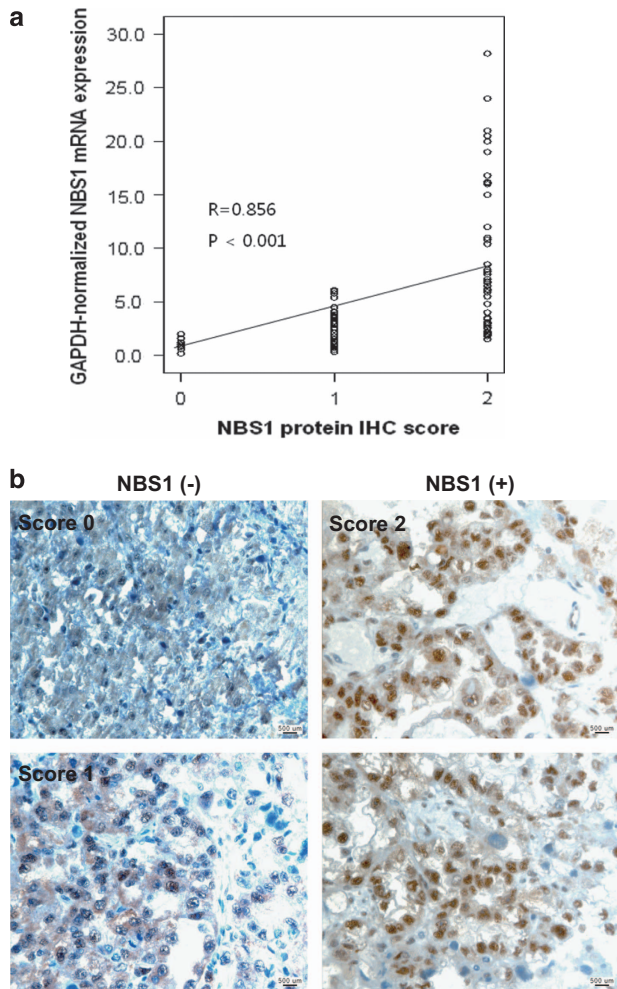 a
GAPDH-normalized NBS1 mRNA expression
30.0
25.0
20.0
15.0
10.0
5.0
0.0
R=0.856
P < 0.001
0 1 2
NBS1 protein IHC score
b
NBS1 (-) NBS1 (+)
Score 0 Score 2
500 um 500 um
Score 1
500 um 500 um